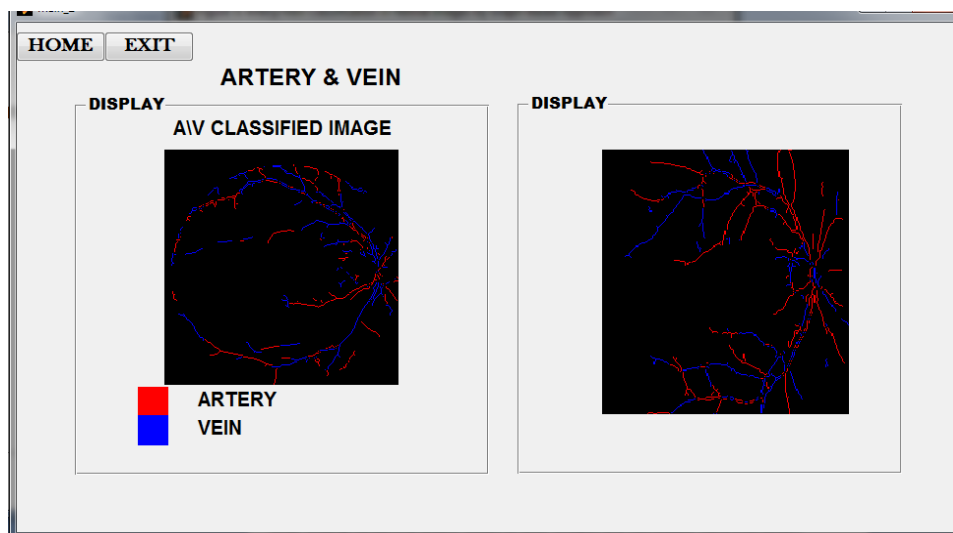 HOME EXIT
ARTERY & VEIN
DISPLAY
A\V CLASSIFIED IMAGE
ARTERY
VEIN
DISPLAY